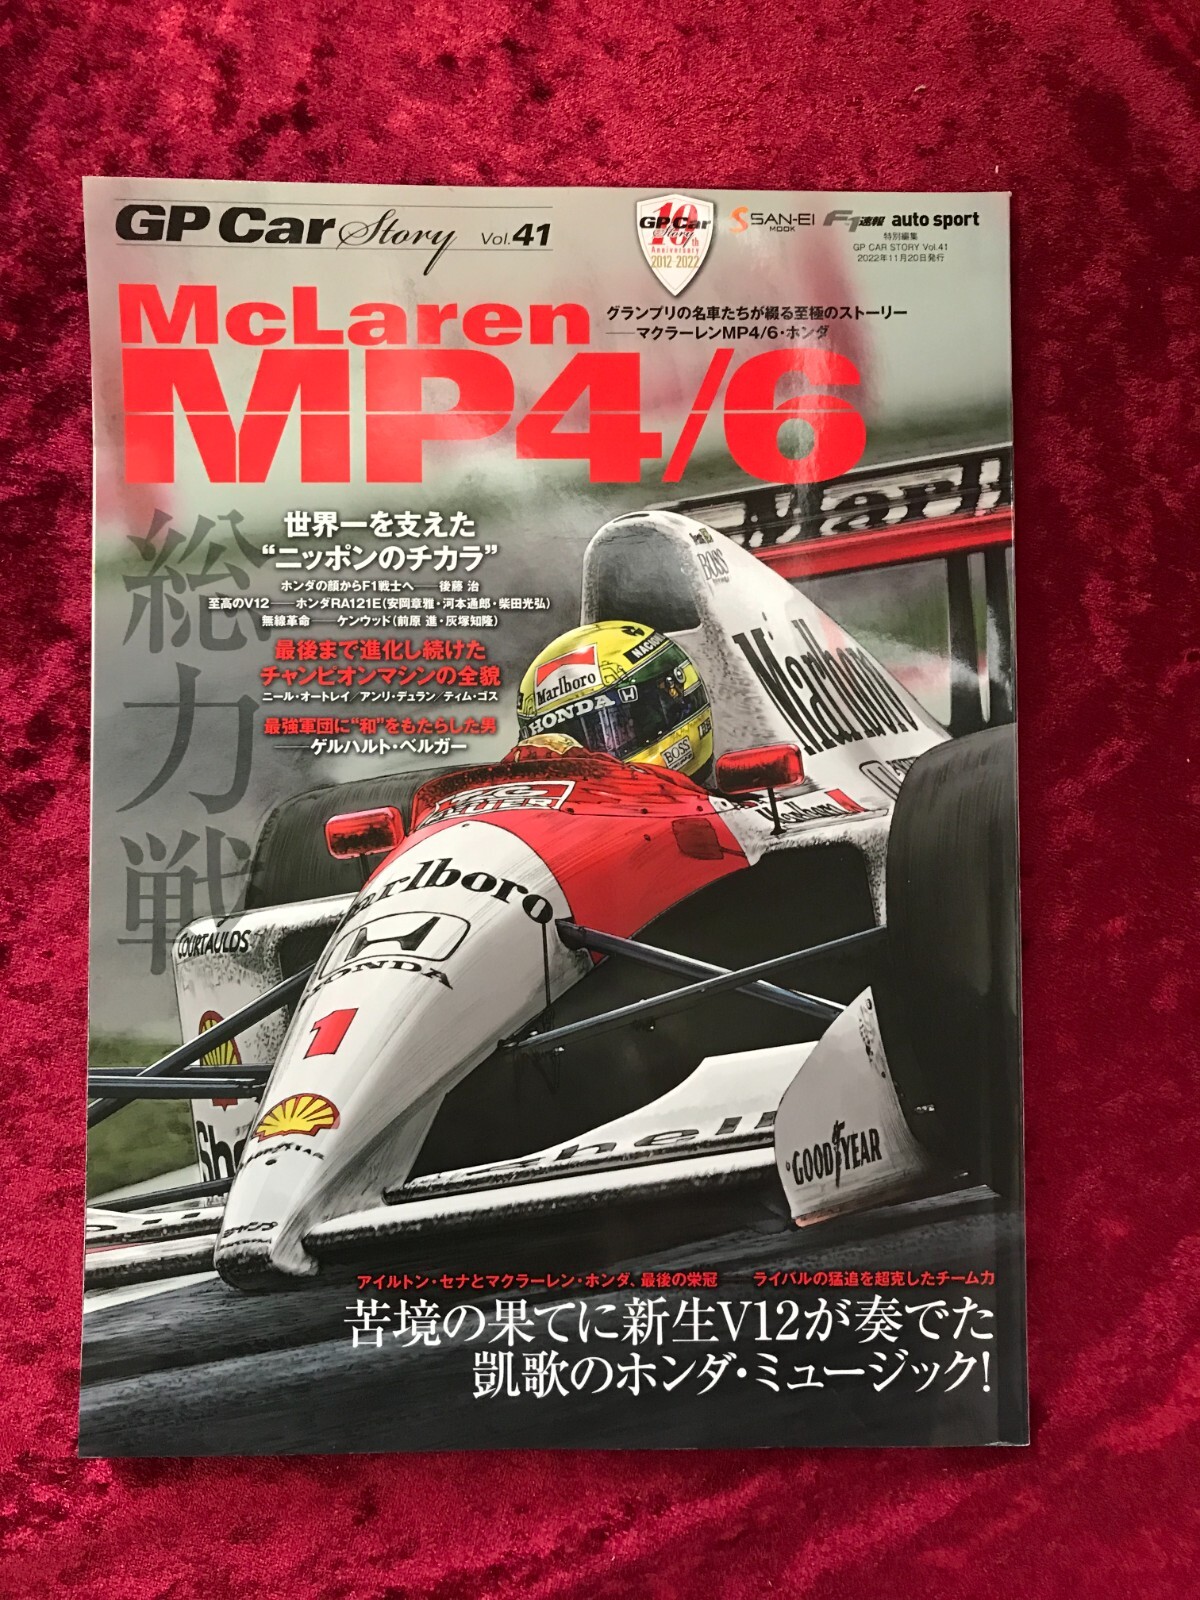 GP Car Story Vol.41
GP Car Story
10th
Anniversary
2012-2022
SAN-EI
MOOK
F1速報
auto sport
特別編集
GP CAR STORY Vol.41
2022年11月20日発行
McLaren
MP4/6
グランプリの名車たちが綴る至極のストーリー
──マクラーレンMP4/6・ホンダ
総力戦
世界一を支えた
“ニッポンのチカラ”
ホンダの顔からF1戦士へ──後藤 治
至高のV12──ホンダRA121E(安岡章雅・河本通郎・柴田光弘)
無線革命──ケンウッド(前原 進・灰塚知隆)
最後まで進化し続けた
チャンピオンマシンの全貌
ニール・オートレイ/アンリ・デュラン/ティム・ゴス
最強軍団に“和”をもたらした男
──ゲルハルト・ベルガー
Marl
BOSS
Marlboro
NACION
Marlboro
HONDA
BOSS
Marlboro
arlboro
HONDA
COURTAULDS
1
Shell
GOODYEAR
アイルトン・セナとマクラーレン・ホンダ、最後の栄冠──ライバルの猛追を超克したチーム力
苦境の果てに新生V12が奏でた
凱歌のホンダ・ミュージック!